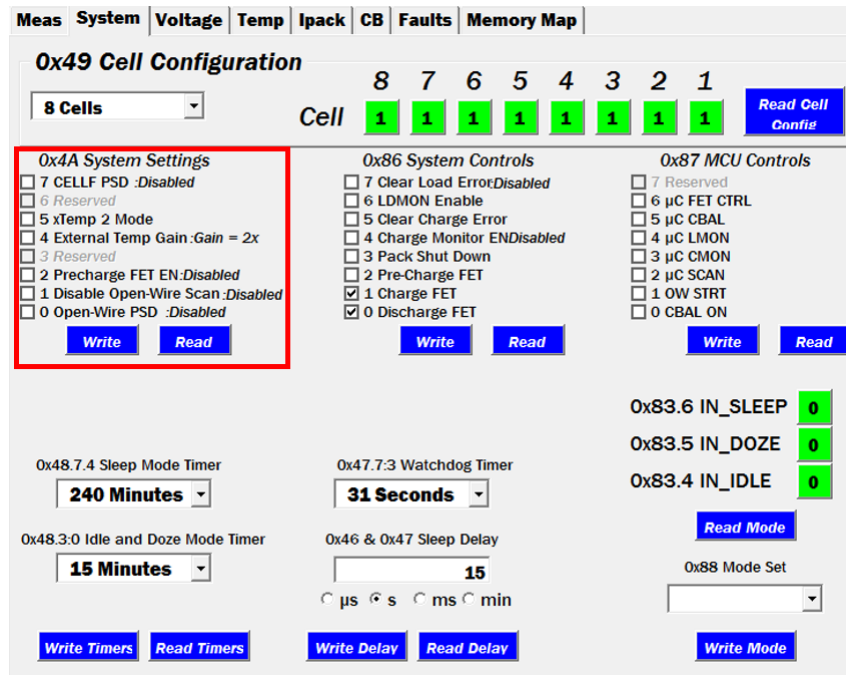 Meas System Voltage Temp Ipack CB Faults Memory Map
0x49 Cell Configuration
8 7 6 5 4 3 2 1
8 Cells
Cell 1 1 1 1 1 1 1 1
Read Cell
Config
0x4A System Settings
7 CELLF PSD :Disabled
6 Reserved
5 xTemp 2 Mode
4 External Temp Gain :Gain = 2x
3 Reserved
2 Precharge FET EN:Disabled
1 Disable Open-Wire Scan :Disabled
0 Open-Wire PSD :Disabled
Write Read
0x86 System Controls
7 Clear Load Error:Disabled
6 LDMON Enable
5 Clear Charge Error
4 Charge Monitor ENDisabled
3 Pack Shut Down
2 Pre-Charge FET
1 Charge FET
0 Discharge FET
Write Read
0x87 MCU Controls
7 Reserved
6 µC FET CTRL
5 µC CBAL
4 µC LMON
3 µC CMON
2 µC SCAN
1 OW STRT
0 CBAL ON
Write Read
0x48.7.4 Sleep Mode Timer
240 Minutes
0x48.3:0 Idle and Doze Mode Timer
15 Minutes
Write Timers Read Timers
0x47.7:3 Watchdog Timer
31 Seconds
0x46 & 0x47 Sleep Delay
15
µs s ms min
Write Delay Read Delay
0x83.6 IN_SLEEP 0
0x83.5 IN_DOZE 0
0x83.4 IN_IDLE 0
Read Mode
0x88 Mode Set
Write Mode